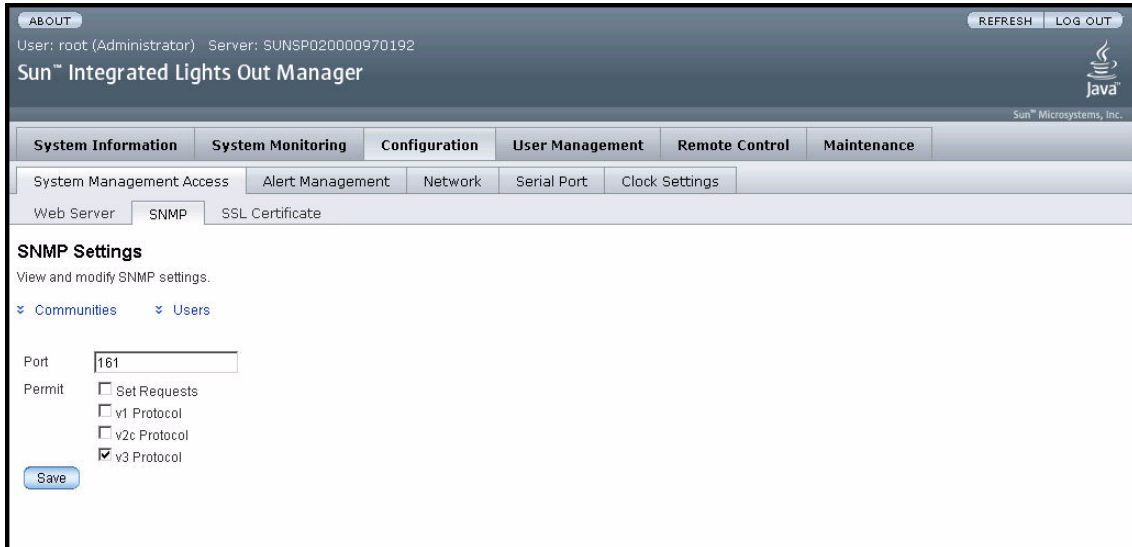 ABOUT
REFRESH LOG OUT
User: root (Administrator) Server: SUNSP020000970192
Sun™ Integrated Lights Out Manager
Java™
Sun™ Microsystems, Inc.
System Information System Monitoring Configuration User Management Remote Control Maintenance
System Management Access Alert Management Network Serial Port Clock Settings
Web Server SNMP SSL Certificate
SNMP Settings
View and modify SNMP settings.
Communities Users
Port 161
Permit Set Requests
v1 Protocol
v2c Protocol
v3 Protocol
Save